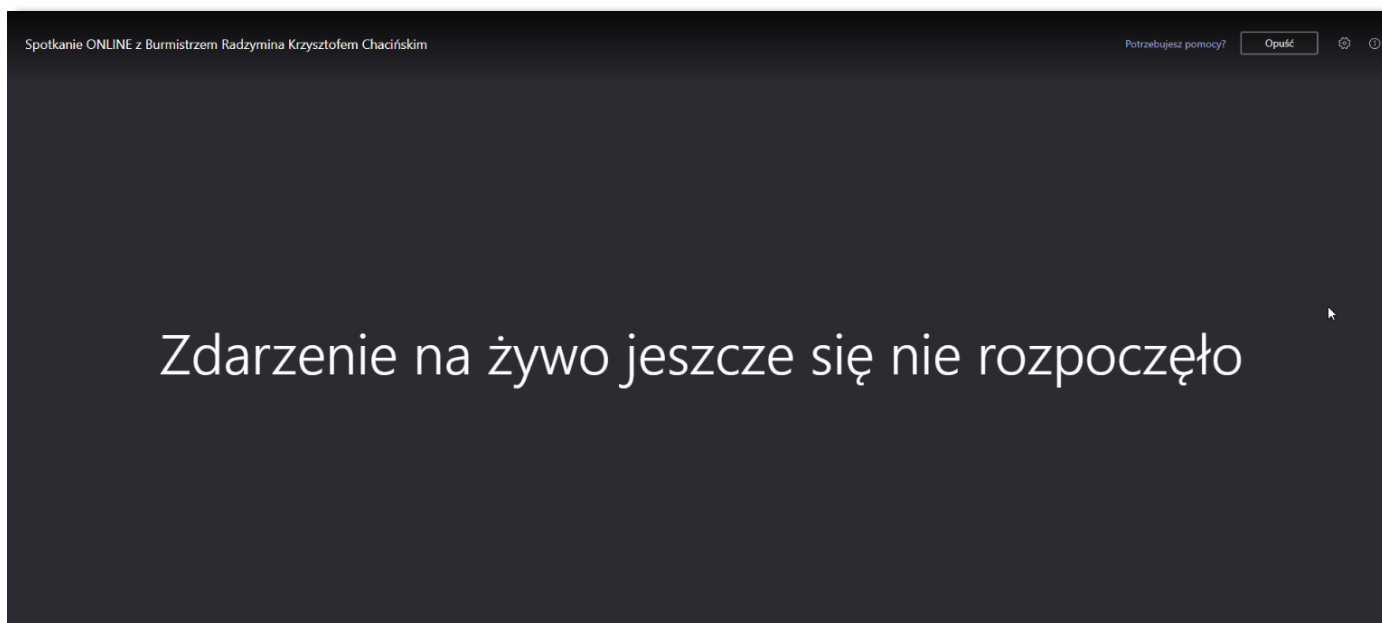 Spotkanie ONLINE z Burmistrzem Radzymina Krzysztofem Chacińskim
Potrzebujesz pomocy?
Opuść
Zdarzenie na żywo jeszcze się nie rozpoczęło